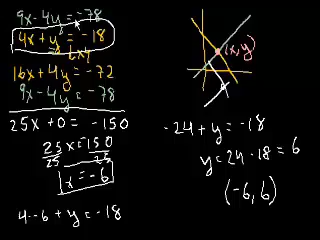 9x - 4y = -78
4x + y = -18
(x4)
16x + 4y = -72
9x - 4y = -78
25x + 0 = -150
25x = 150
25 25
x = -6
4·-6 + y = -18
(x, y)
-24 + y = -18
y = 24 - 18 = 6
(-6, 6)